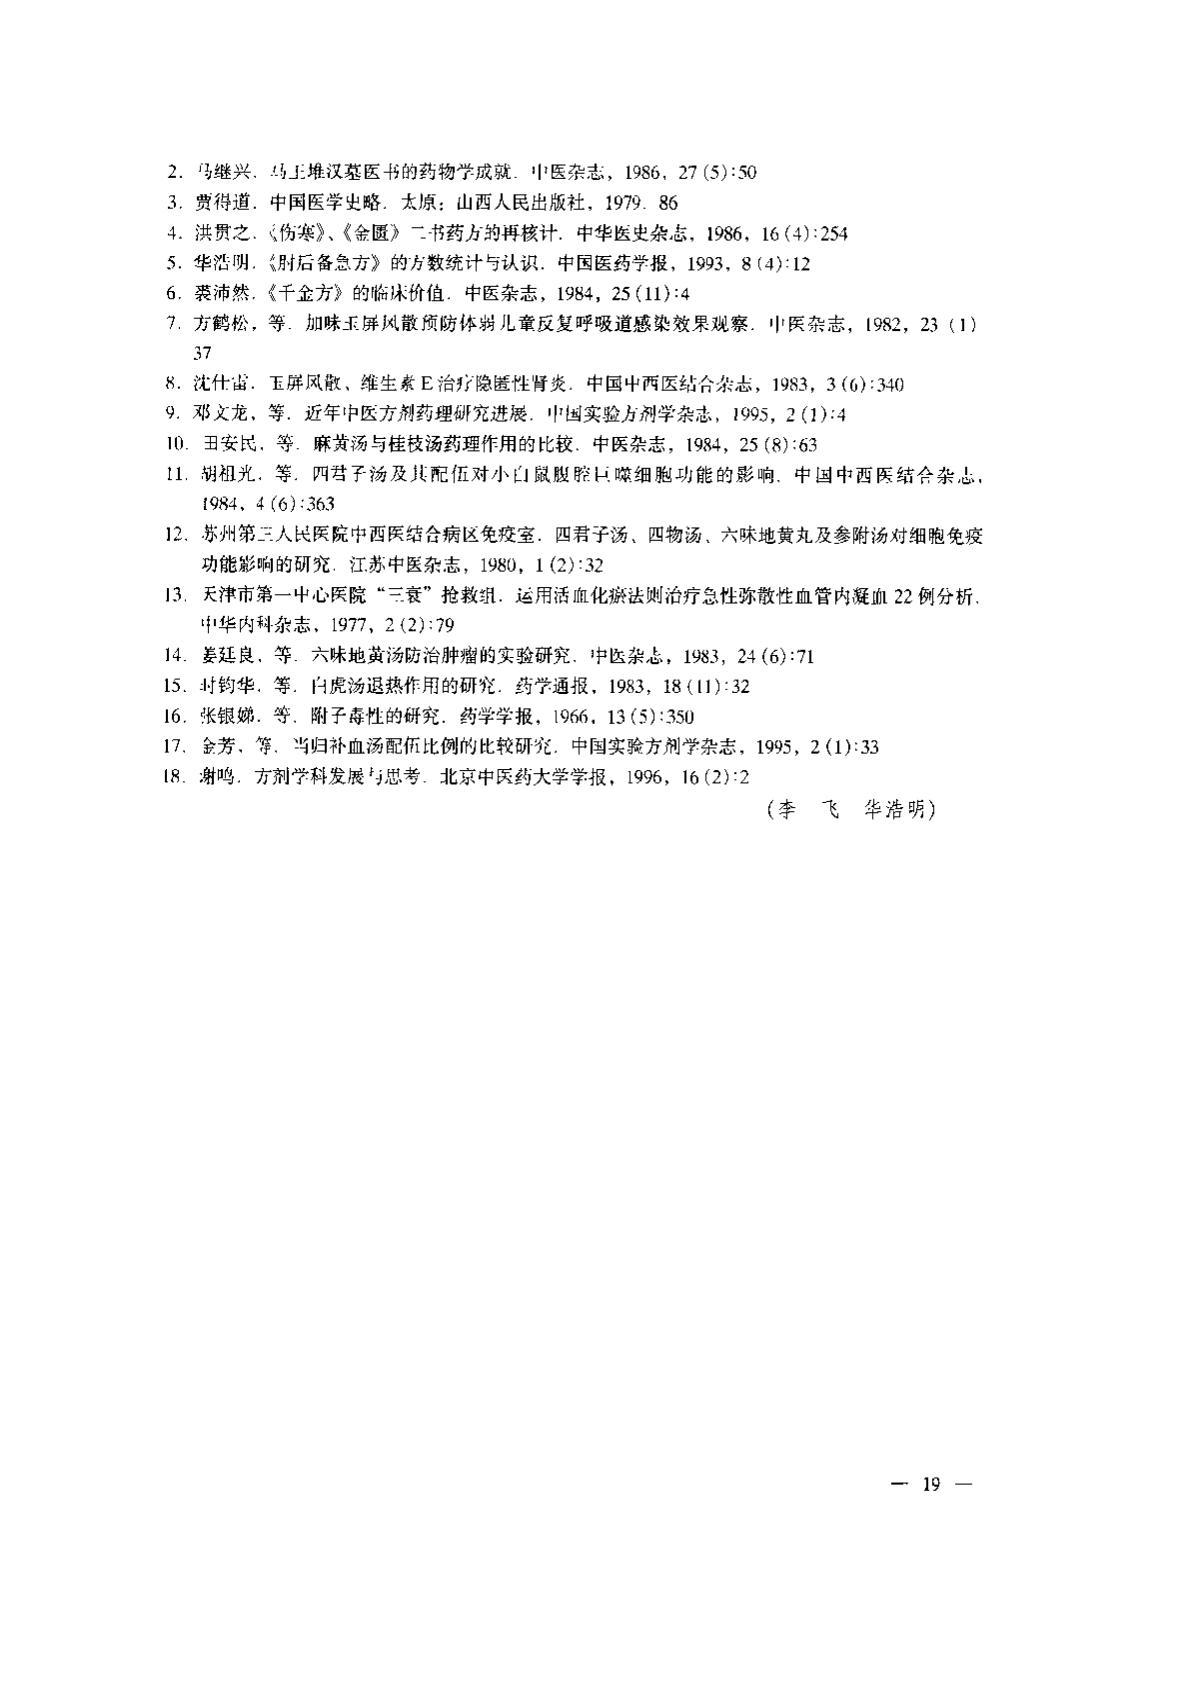 2. 马继兴. 马王堆汉墓医书的药物学成就. 中医杂志, 1986, 27 (5):50
3. 贾得道. 中国医学史略. 太原: 山西人民出版社, 1979. 86
4. 洪贯之.《伤寒》、《金匮》二书药方的再核计. 中华医史杂志, 1986, 16 (4):254
5. 华浩明.《肘后备急方》的方数统计与认识. 中国医药学报, 1993, 8 (4):12
6. 裘沛然.《千金方》的临床价值. 中医杂志, 1984, 25 (11):4
7. 方鹤松, 等. 加味玉屏风散预防体弱儿童反复呼吸道感染效果观察. 中医杂志, 1982, 23 (1)
37
8. 沈仕宙. 玉屏风散、维生素E治疗隐匿性肾炎. 中国中西医结合杂志, 1983, 3 (6):340
9. 邓文龙, 等. 近年中医方剂药理研究进展. 中国实验方剂学杂志, 1995, 2 (1):4
10. 田安民, 等. 麻黄汤与桂枝汤药理作用的比较. 中医杂志, 1984, 25 (8):63
11. 胡祖光, 等. 四君子汤及其配伍对小白鼠腹腔巨噬细胞功能的影响. 中国中西医结合杂志,
1984, 4 (6):363
12. 苏州第三人民医院中西医结合病区免疫室. 四君子汤、四物汤、六味地黄丸及参附汤对细胞免疫
功能影响的研究. 江苏中医杂志, 1980, 1 (2):32
13. 天津市第一中心医院“三衰”抢救组. 运用活血化瘀法则治疗急性弥散性血管内凝血 22 例分析.
中华内科杂志, 1977, 2 (2):79
14. 姜廷良, 等. 六味地黄汤防治肿瘤的实验研究. 中医杂志, 1983, 24 (6):71
15. 时钧华, 等. 白虎汤退热作用的研究. 药学通报, 1983, 18 (11):32
16. 张银娣, 等. 附子毒性的研究. 药学学报, 1966, 13 (5):350
17. 金芳, 等. 当归补血汤配伍比例的比较研究. 中国实验方剂学杂志, 1995, 2 (1):33
18. 谢鸣. 方剂学科发展与思考. 北京中医药大学学报, 1996, 16 (2):2
(李 飞 华浩明)
— 19 —